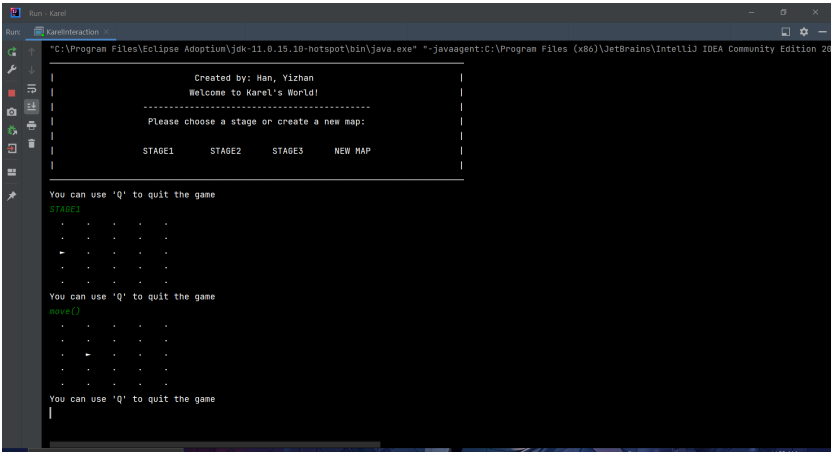 Run - Karel
Run: KarelInteraction ×
"C:\Program Files\Eclipse Adoptium\jdk-11.0.15.10-hotspot\bin\java.exe" "-javaagent:C:\Program Files (x86)\JetBrains\IntelliJ IDEA Community Edition 20
Created by: Han, Yizhan
Welcome to Karel's World!
Please choose a stage or create a new map:
STAGE1 STAGE2 STAGE3 NEW MAP
You can use 'Q' to quit the game
STAGE1
You can use 'Q' to quit the game
move()
You can use 'Q' to quit the game